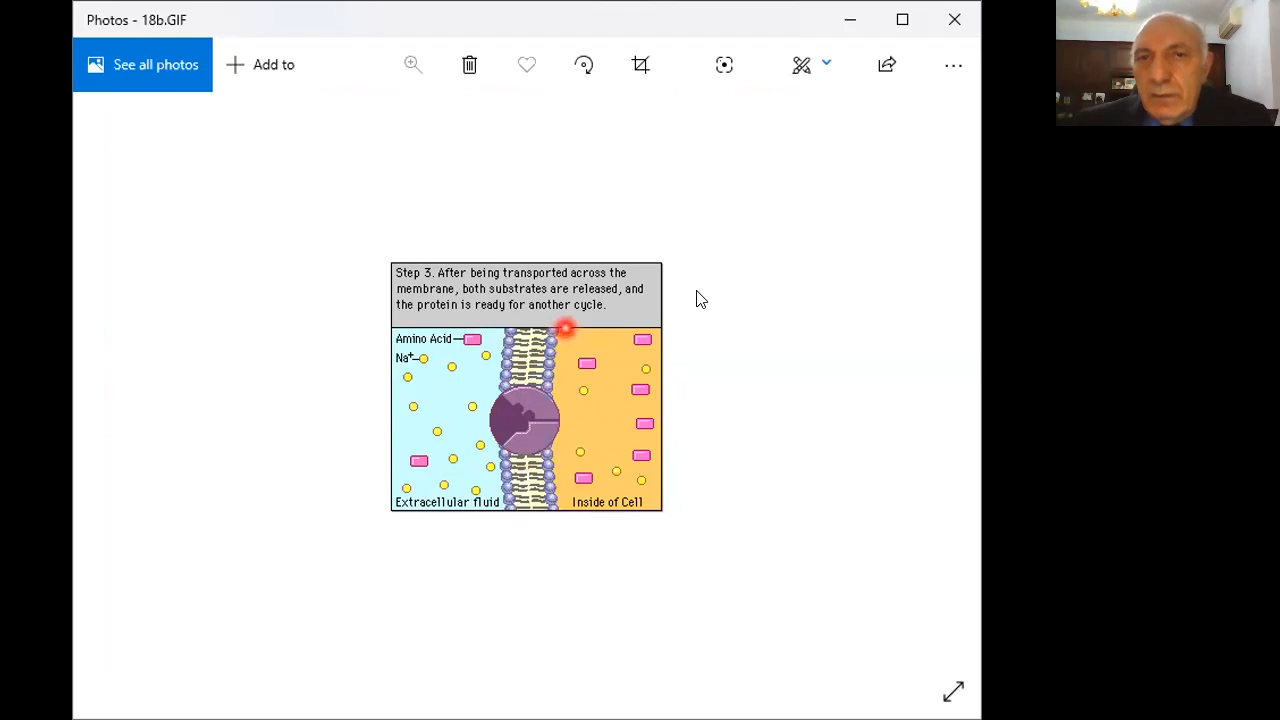 Photos - 18b.GIF
See all photos
Add to
Step 3. After being transported across the
membrane, both substrates are released, and
the protein is ready for another cycle.
Amino Acid
Na+
Extracellular fluid
Inside of Cell